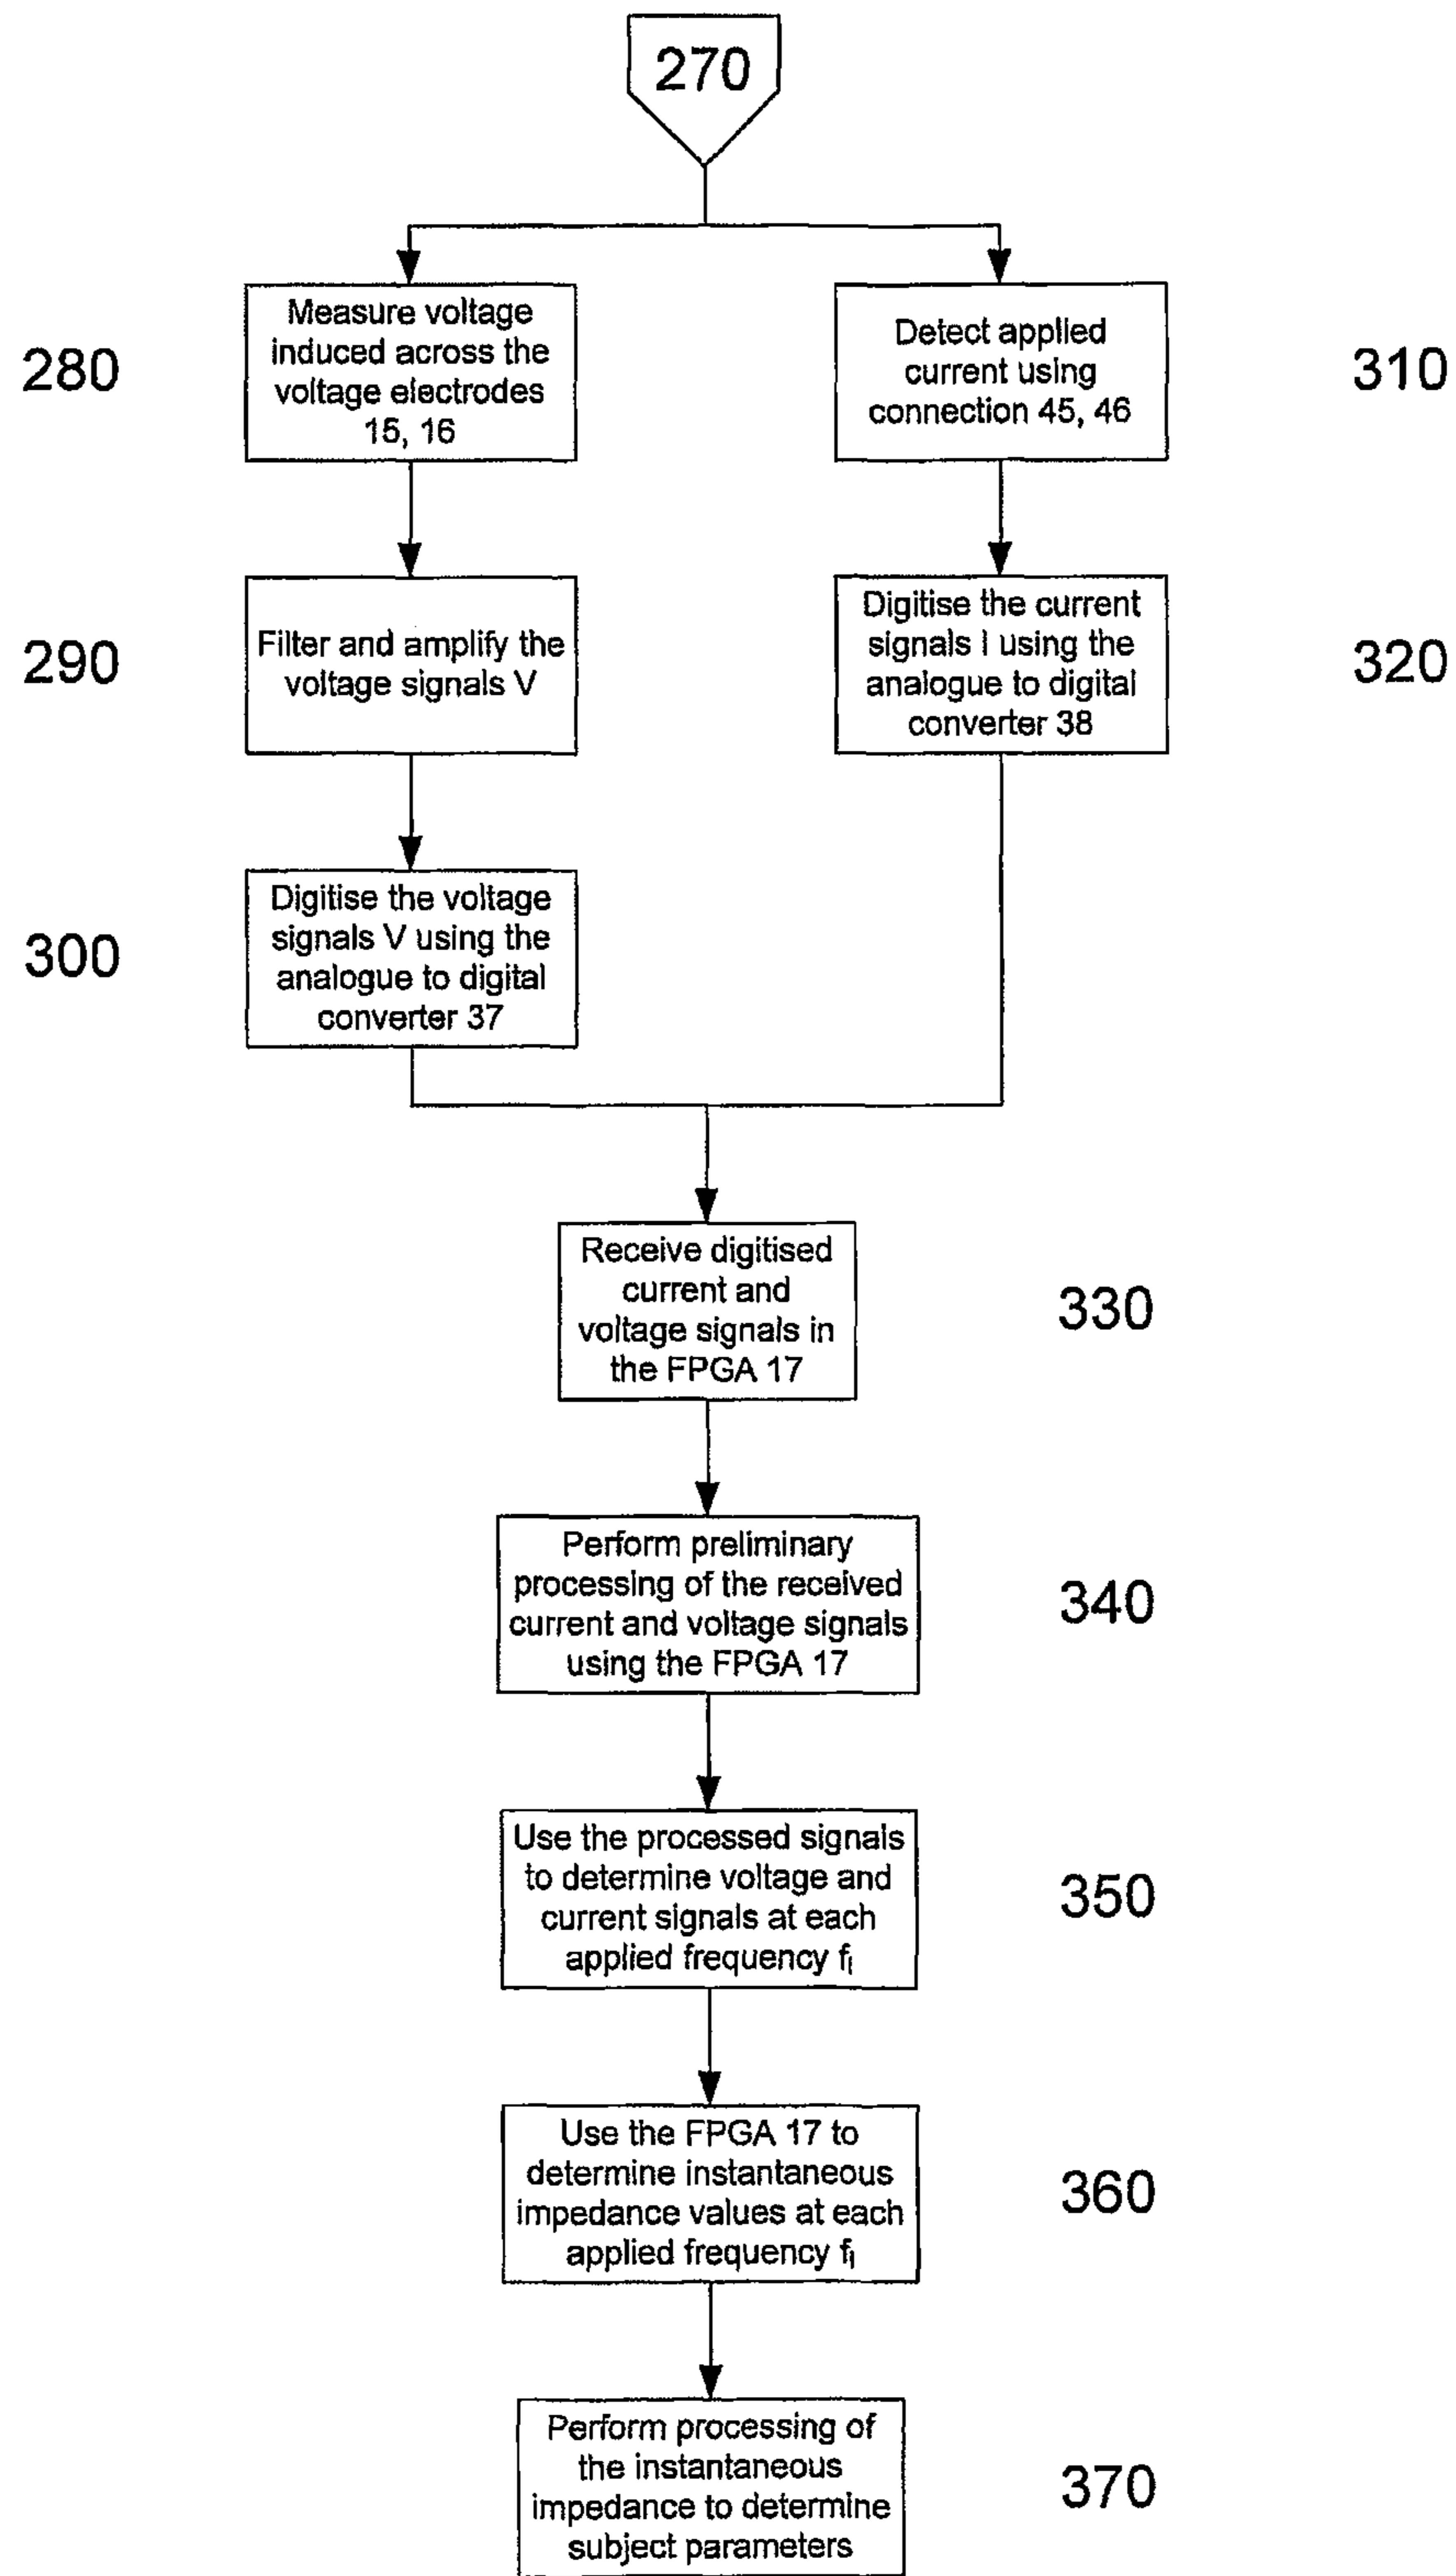 270
280
Measure voltage
induced across the
voltage electrodes
15, 16
Detect applied
current using
connection 45, 46
310
290
Filter and amplify the
voltage signals V
Digitise the current
signals I using the
analogue to digital
converter 38
320
300
Digitise the voltage
signals V using the
analogue to digital
converter 37
Receive digitised
current and
voltage signals in
the FPGA 17
330
Perform preliminary
processing of the received
current and voltage signals
using the FPGA 17
340
Use the processed signals
to determine voltage and
current signals at each
applied frequency fᵢ
350
Use the FPGA 17 to
determine instantaneous
impedance values at each
applied frequency fᵢ
360
Perform processing of
the instantaneous
impedance to determine
subject parameters
370